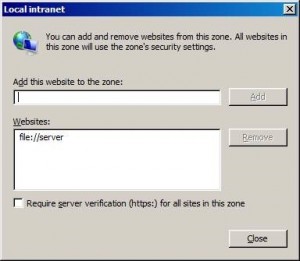 Local intranet
You can add and remove websites from this zone. All websites in
this zone will use the zone's security settings.
Add this website to the zone:
Add
Websites:
file://server
Remove
Require server verification (https:) for all sites in this zone
Close